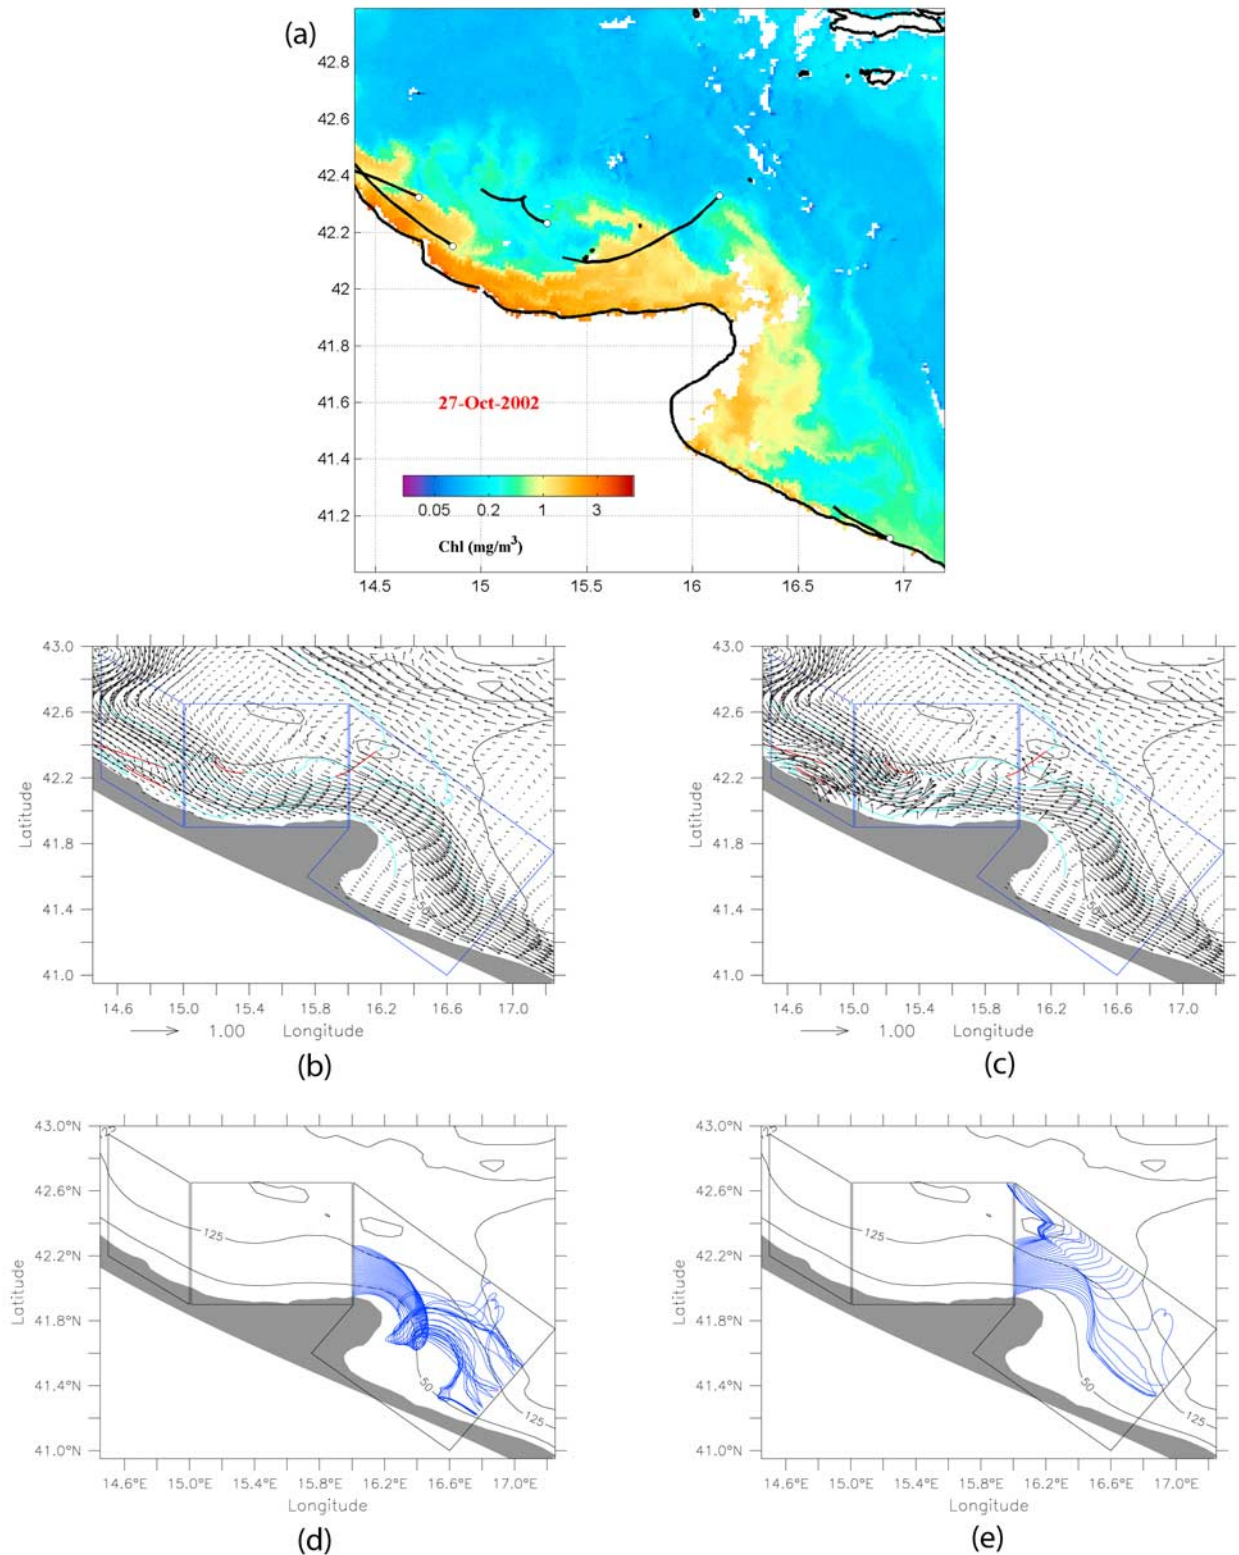 (a)
42.8
42.6
42.4
42.2
42
41.8
41.6
41.4
41.2
27-Oct-2002
0.05 0.2 1 3
Chl (mg/m³)
14.5 15 15.5 16 16.5 17
43.0
42.6
42.2
41.8
41.4
41.0
Latitude
14.6 15.0 15.4 15.8 16.2 16.6 17.0
1.00 Longitude
(b)
43.0
42.6
42.2
41.8
41.4
41.0
Latitude
14.6 15.0 15.4 15.8 16.2 16.6 17.0
1.00 Longitude
(c)
43.0°N
42.6°N
42.2°N
41.8°N
41.4°N
41.0°N
Latitude
125
50
125
14.6°E 15.0°E 15.4°E 15.8°E 16.2°E 16.6°E 17.0°E
Longitude
(d)
43.0°N
42.6°N
42.2°N
41.8°N
41.4°N
41.0°N
Latitude
125
50
125
14.6°E 15.0°E 15.4°E 15.8°E 16.2°E 16.6°E 17.0°E
Longitude
(e)